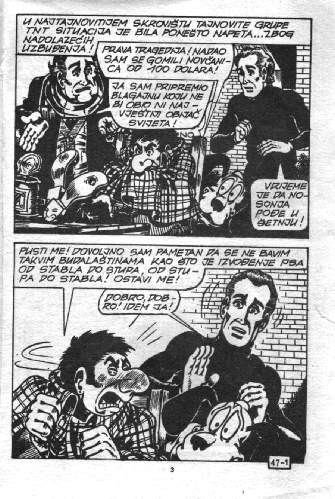 U NAJTAJNOVITIJEM SKROVIŠTU TAJNOVITE GRUPE
TNT SITUACIJA JE BILA PONEŠTO NAPETA...ZBOG
NADOLAZEĆIH
UZBUĐENJA!
PRAVA TRAGEDIJA! NADAO
SAM SE GOMILI NOVČANI-
CA OD 100 DOLARA!
JA SAM PRIPREMIO
BLAGAJNU KOJU NE
BI OBIO NI NAJ-
VJEŠTIJI OBIJAČ
SVIJETA!
VRIJEME
JE DA NO-
SONJA
POĐE U
ŠETNJU!
PUSTI ME! DOVOLJNO SAM PAMETAN DA SE NE BAVIM
TAKVIM BUDALAŠTINAMA KAO ŠTO JE IZVOĐENJE PSA
OD STABLA DO STUPA, OD STU-
PA DO STABLA! OSTAVI ME!
DOBRO, DOB-
RO! IDEM JA!
47-1
3